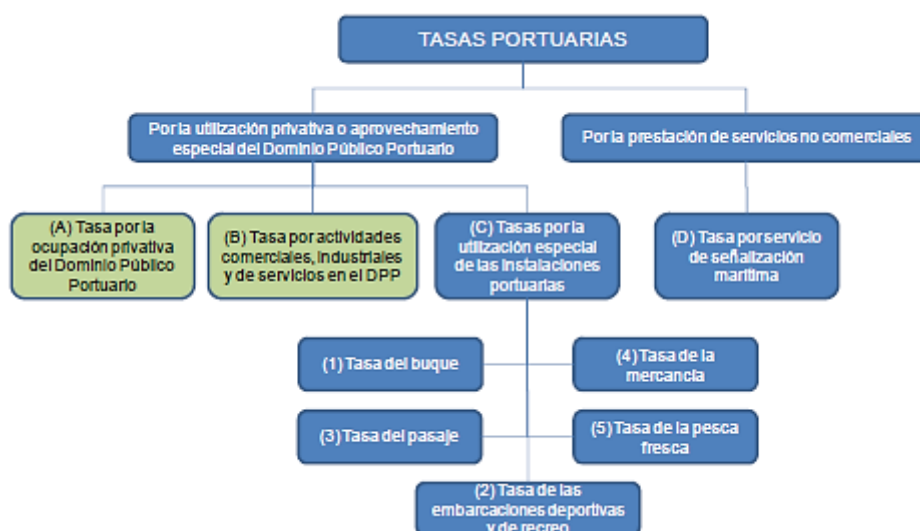 TASAS PORTUARIAS
Por la utilización privativa o aprovechamiento
especial del Dominio Público Portuario
Por la prestación de servicios no comerciales
(A) Tasa por la
ocupación privativa
del Dominio Público
Portuario
(B) Tasa por actividades
comerciales, industriales
y de servicios en el DPP
(C) Tasas por la
utilización especial
de las instalaciones
portuarias
(D) Tasa por servicio
de señalización
marítima
(1) Tasa del buque
(4) Tasa de la
mercancía
(3) Tasa del pasaje
(5) Tasa de la pesca
fresca
(2) Tasa de las
embarcaciones deportivas
y de recreo